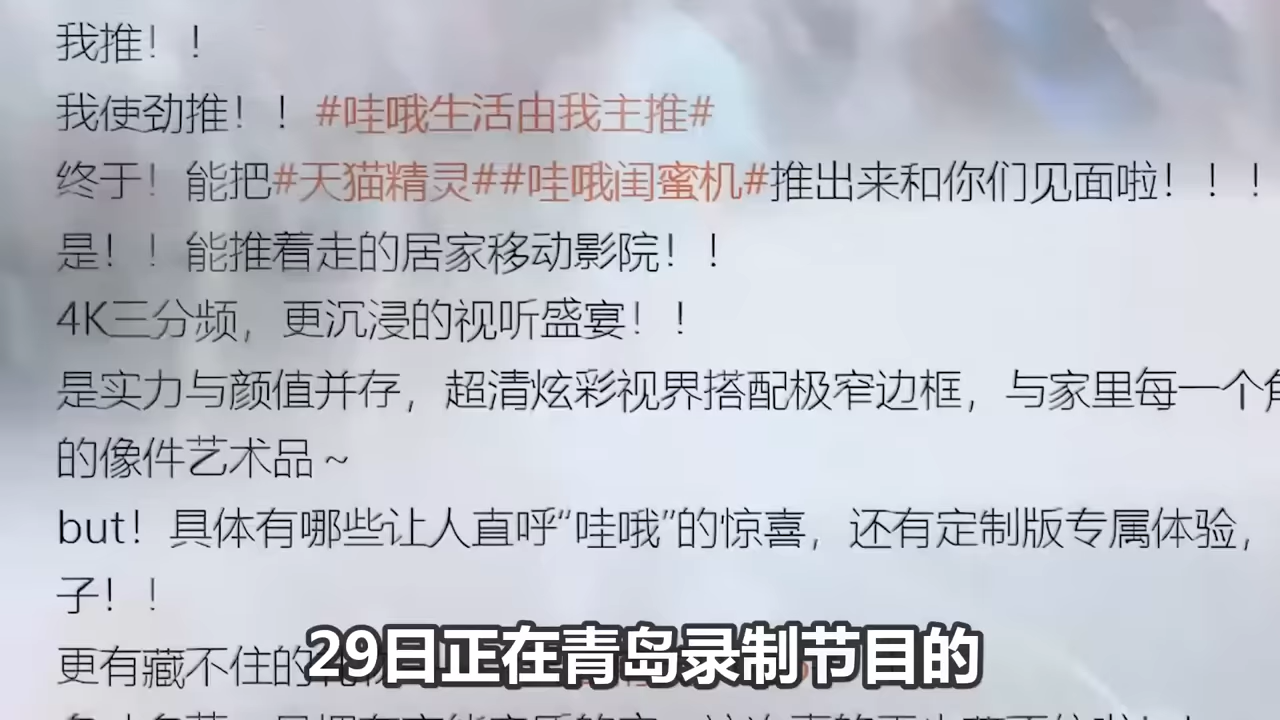 我推！！
我使劲推！！#哇哦生活由我主推#
终于！能把#天猫精灵##哇哦闺蜜机#推出来和你们见面啦！！！
是！！能推着走的居家移动影院！！
4K三分频，更沉浸的视听盛宴！！
是实力与颜值并存，超清炫彩视界搭配极窄边框，与家里每一个角
的像件艺术品～
but！具体有哪些让人直呼“哇哦”的惊喜，还有定制版专属体验，
子！！
更有藏不住的
29日正在青岛录制节目的